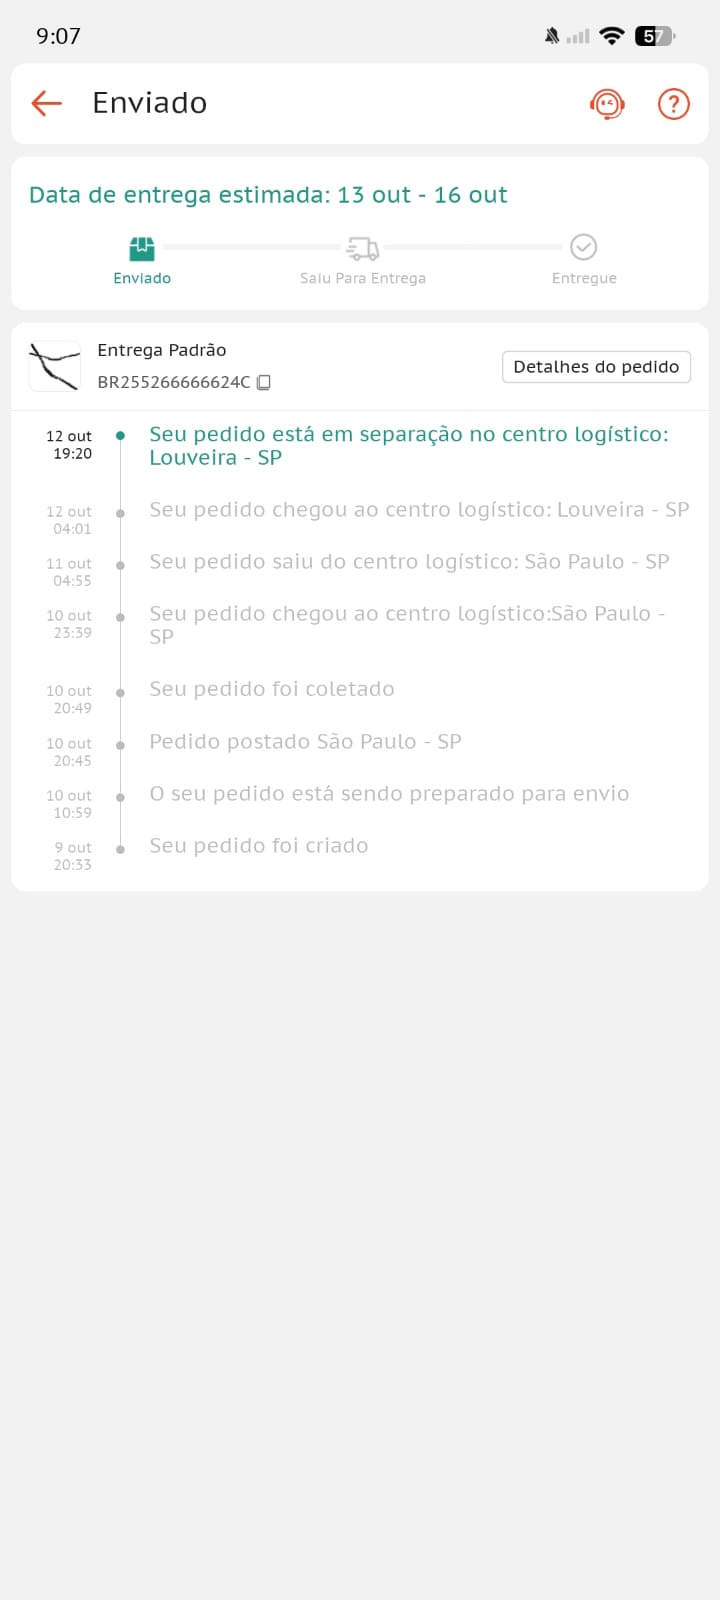 9:07
57
Enviado
Data de entrega estimada: 13 out - 16 out
Enviado
Saiu Para Entrega
Entregue
Entrega Padrão
BR255266666624C
Detalhes do pedido
12 out
19:20
Seu pedido está em separação no centro logístico:
Louveira - SP
12 out
04:01
Seu pedido chegou ao centro logístico: Louveira - SP
11 out
04:55
Seu pedido saiu do centro logístico: São Paulo - SP
10 out
23:39
Seu pedido chegou ao centro logístico:São Paulo -
SP
10 out
20:49
Seu pedido foi coletado
10 out
20:45
Pedido postado São Paulo - SP
10 out
10:59
O seu pedido está sendo preparado para envio
9 out
20:33
Seu pedido foi criado